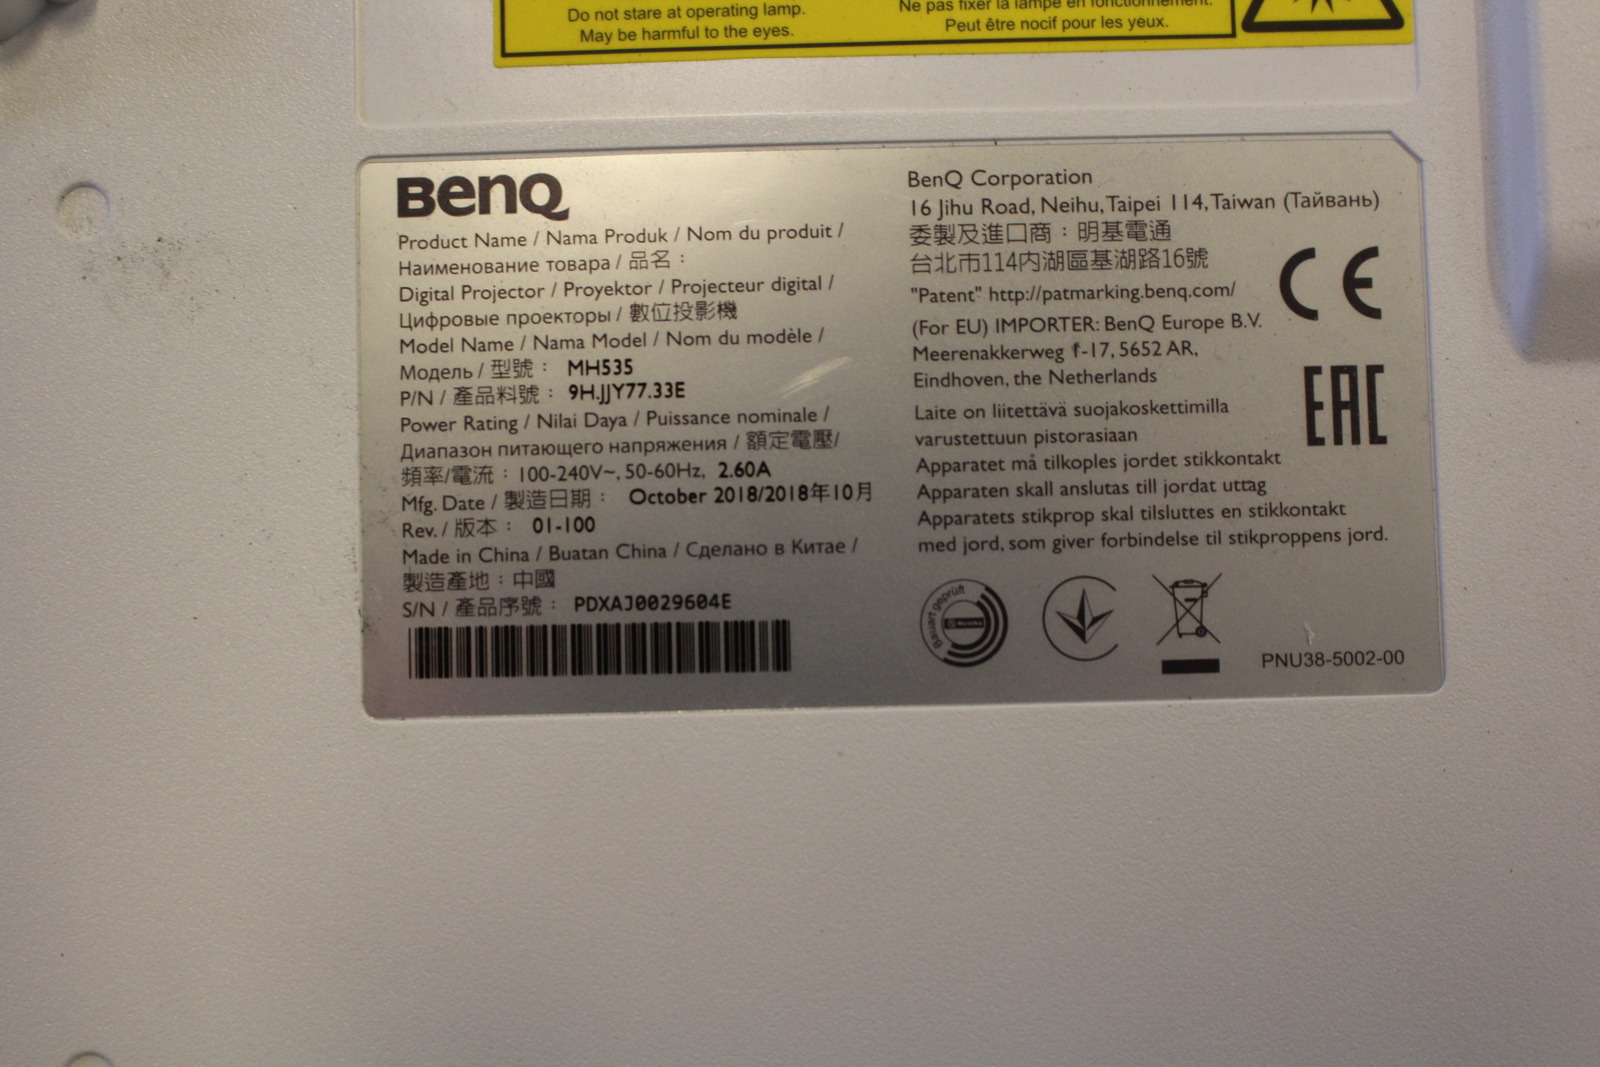 Do not stare at operating lamp.
May be harmful to the eyes.
Ne pas fixer la lampe en fonctionnement.
Peut être nocif pour les yeux.
BenQ
Product Name / Nama Produk / Nom du produit /
Наименование товара / 品名：
Digital Projector / Proyektor / Projecteur digital /
Цифровые проекторы / 數位投影機
Model Name / Nama Model / Nom du modèle /
Модель / 型號： MH535
P/N / 產品料號： 9H.JJY77.33E
Power Rating / Nilai Daya / Puissance nominale /
Диапазон питающего напряжения / 額定電壓/
頻率/電流：100-240V~, 50-60Hz, 2.60A
Mfg. Date / 製造日期： October 2018/2018年10月
Rev. / 版本： 01-100
Made in China / Buatan China / Сделано в Китае /
製造產地：中國
S/N / 產品序號： PDXAJ0029604E
BenQ Corporation
16 Jihu Road, Neihu, Taipei 114, Taiwan (Тайвань)
委製及進口商：明基電通
台北市114內湖區基湖路16號
"Patent" http://patmarking.benq.com/
(For EU) IMPORTER: BenQ Europe B.V.
Meerenakkerweg f-17, 5652 AR,
Eindhoven, the Netherlands
Laite on liitettävä suojakoskettimilla
varustettuun pistorasiaan
Apparatet må tilkoples jordet stikkontakt
Apparaten skall anslutas till jordat uttag
Apparatets stikprop skal tilsluttes en stikkontakt
med jord, som giver forbindelse til stikproppens jord.
CE
EAC
Bauart geprüft
PNU38-5002-00